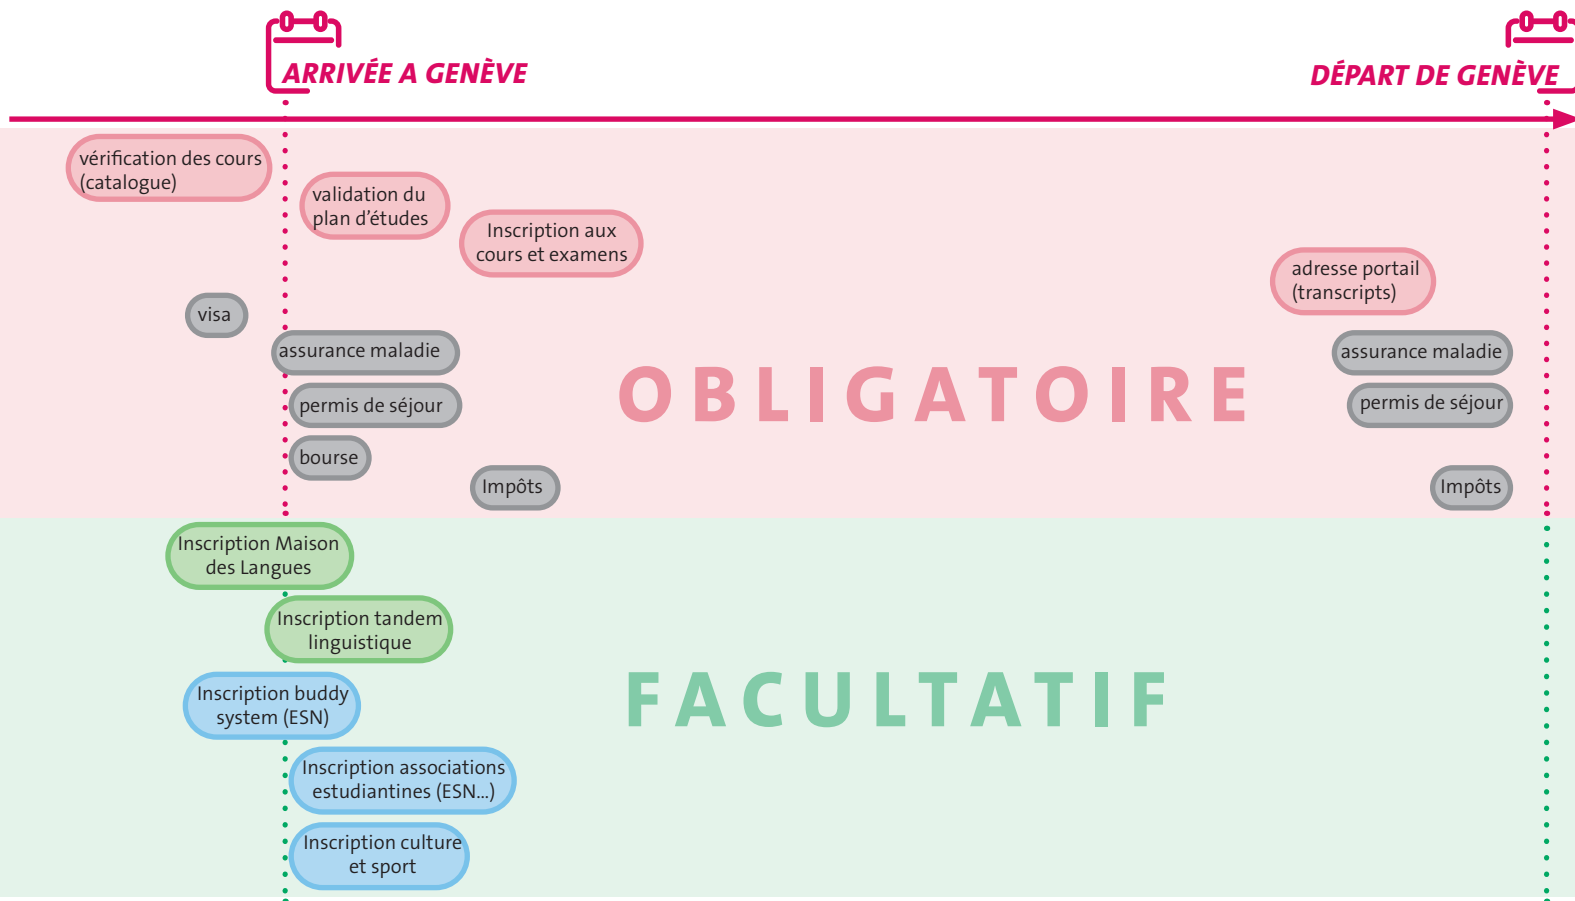 ARRIVÉE A GENÈVE
DÉPART DE GENÈVE
vérification des cours
(catalogue)
validation du
plan d'études
Inscription aux
cours et examens
adresse portail
(transcripts)
visa
assurance maladie
assurance maladie
OBLIGATOIRE
permis de séjour
permis de séjour
bourse
Impôts
Impôts
Inscription Maison
des Langues
Inscription tandem
linguistique
Inscription buddy
system (ESN)
FACULTATIF
Inscription associations
estudiantines (ESN...)
Inscription culture
et sport